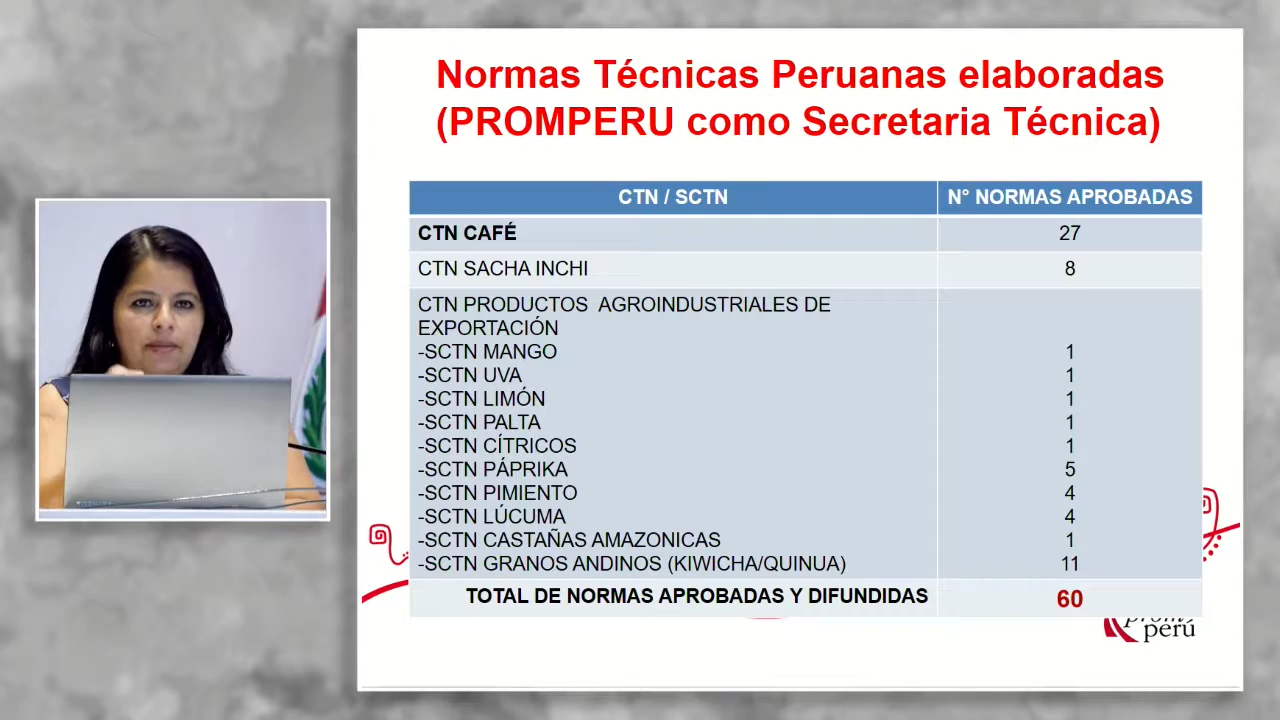 Normas Técnicas Peruanas elaboradas
(PROMPERU como Secretaria Técnica)
CTN / SCTN N° NORMAS APROBADAS
CTN CAFÉ 27
CTN SACHA INCHI 8
CTN PRODUCTOS AGROINDUSTRIALES DE
EXPORTACIÓN
-SCTN MANGO 1
-SCTN UVA 1
-SCTN LIMÓN 1
-SCTN PALTA 1
-SCTN CÍTRICOS 1
-SCTN PÁPRIKA 5
-SCTN PIMIENTO 4
-SCTN LÚCUMA 4
-SCTN CASTAÑAS AMAZONICAS 1
-SCTN GRANOS ANDINOS (KIWICHA/QUINUA) 11
TOTAL DE NORMAS APROBADAS Y DIFUNDIDAS 60
perú